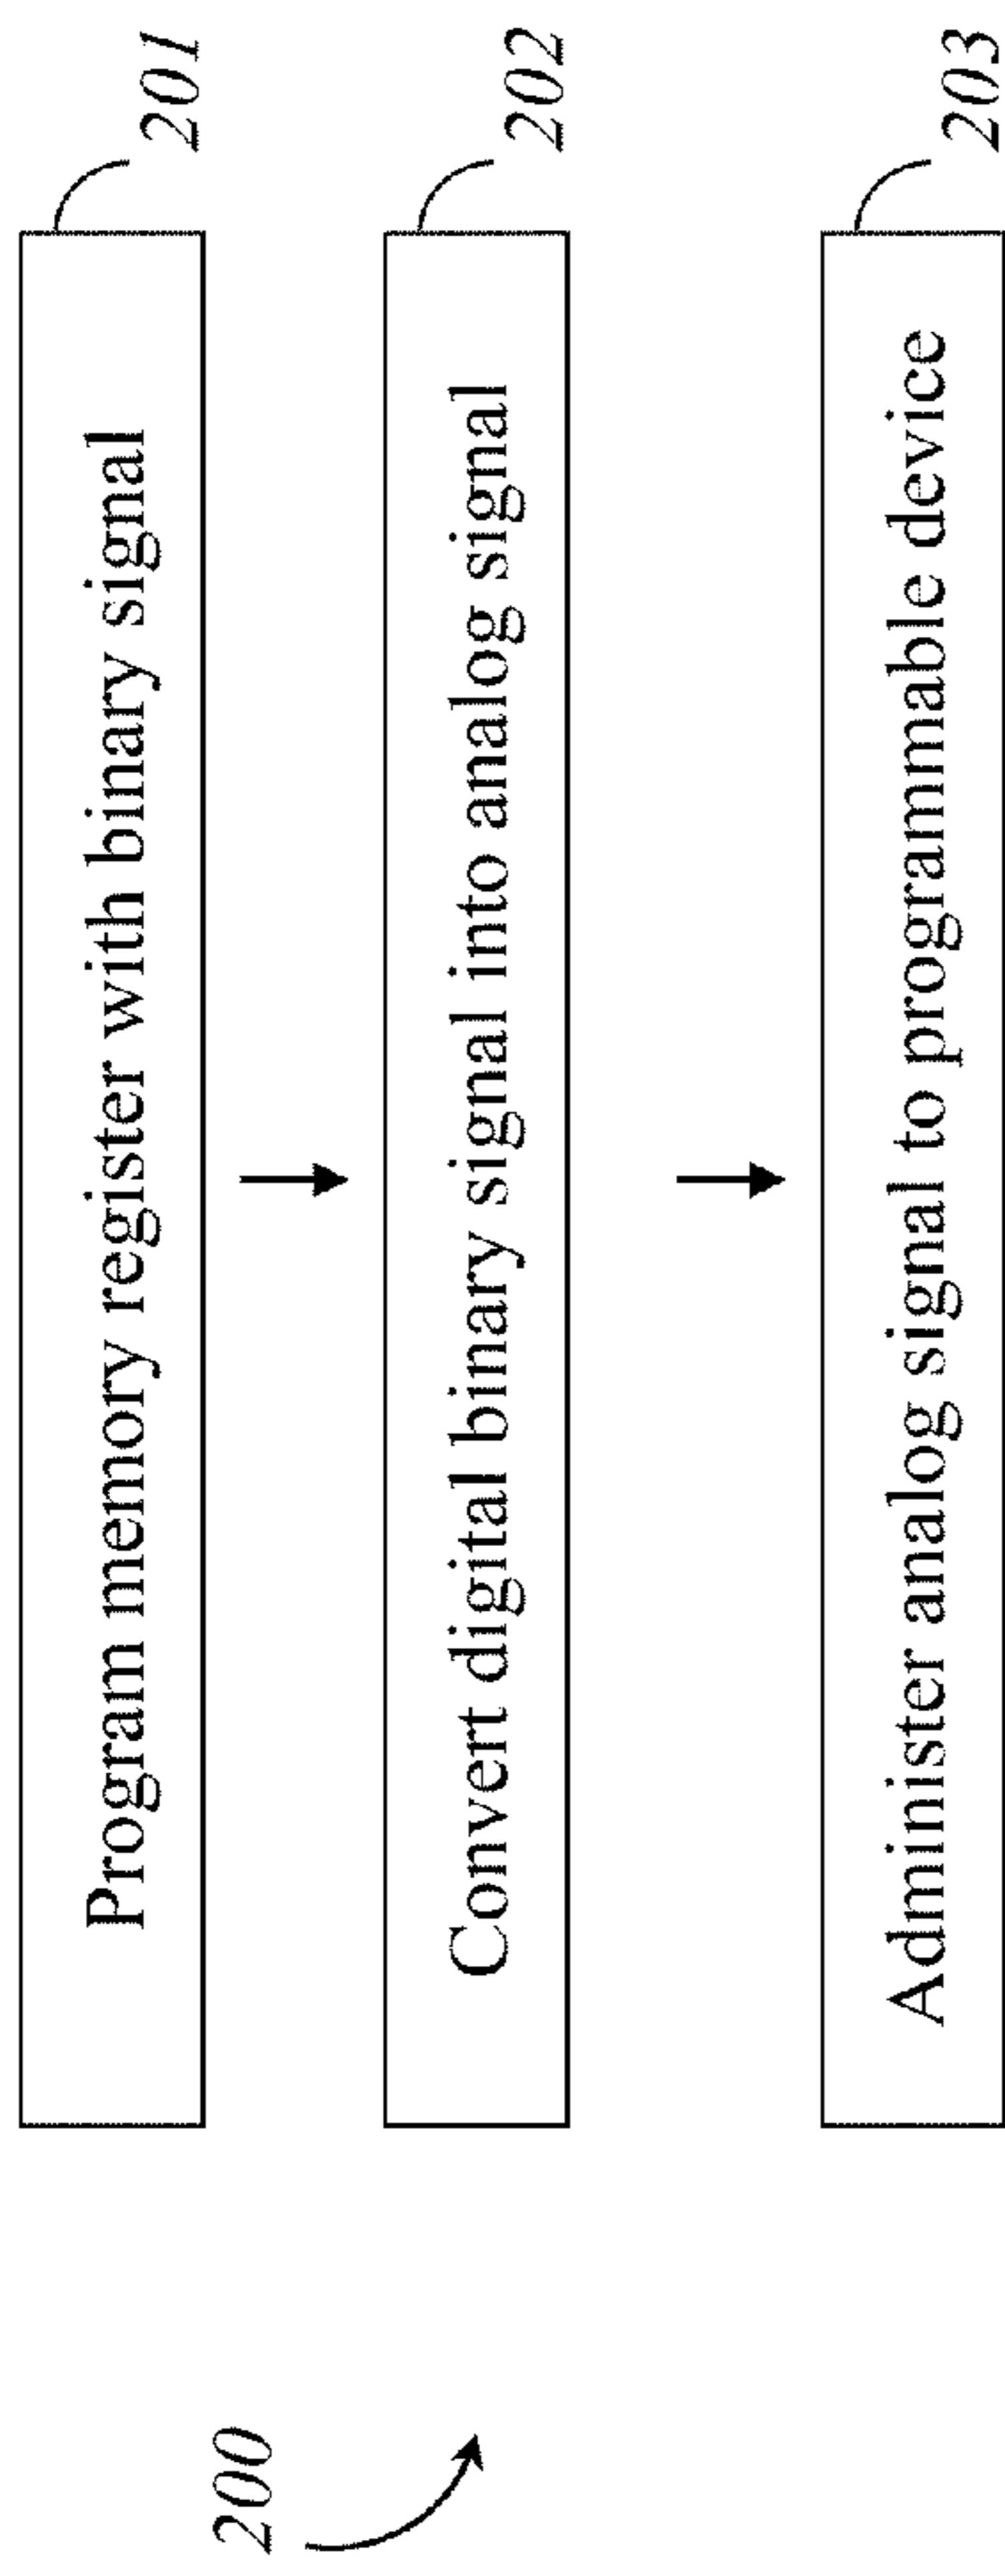 200
Program memory register with binary signal
201
Convert digital binary signal into analog signal
202
Administer analog signal to programmable device
203